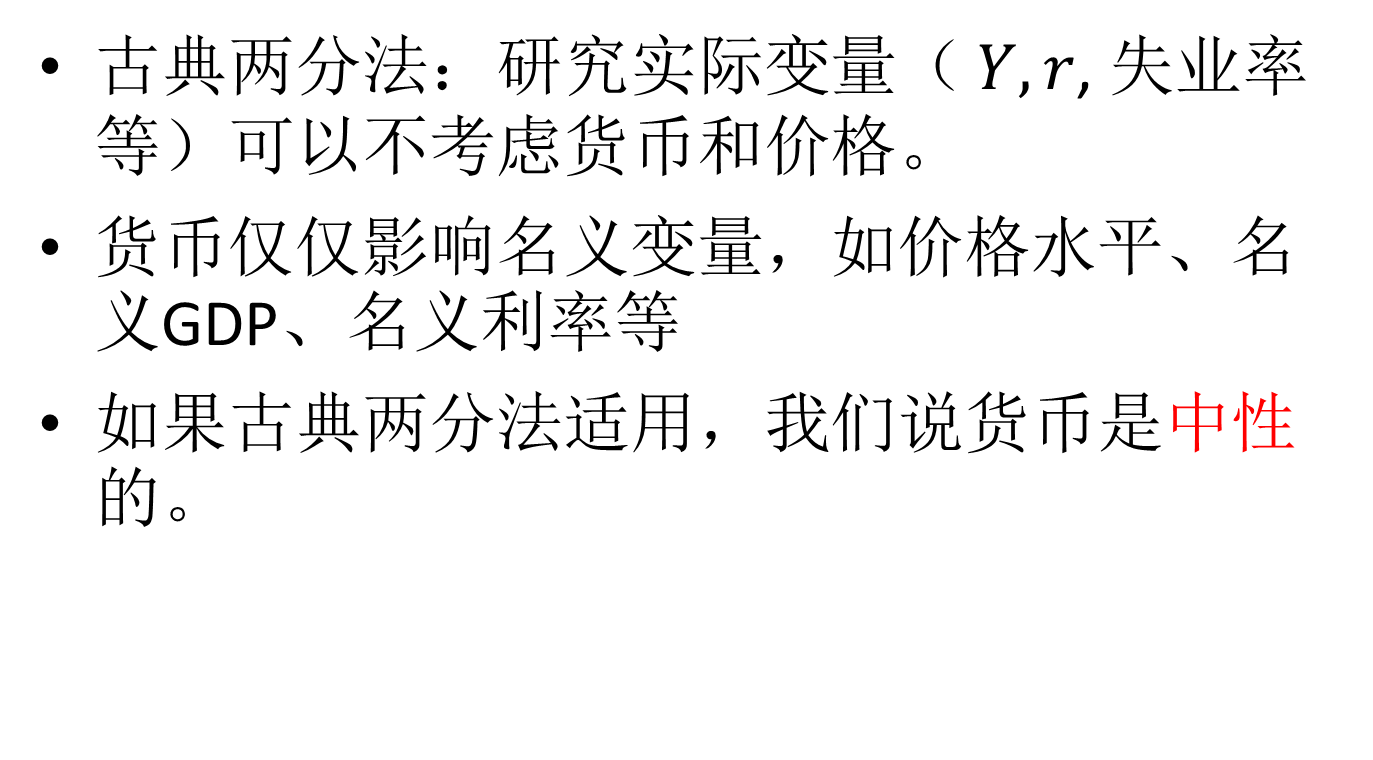 • 古典两分法：研究实际变量（ Y, r, 失业率
等）可以不考虑货币和价格。
• 货币仅仅影响名义变量，如价格水平、名
义GDP、名义利率等
• 如果古典两分法适用，我们说货币是中性
的。